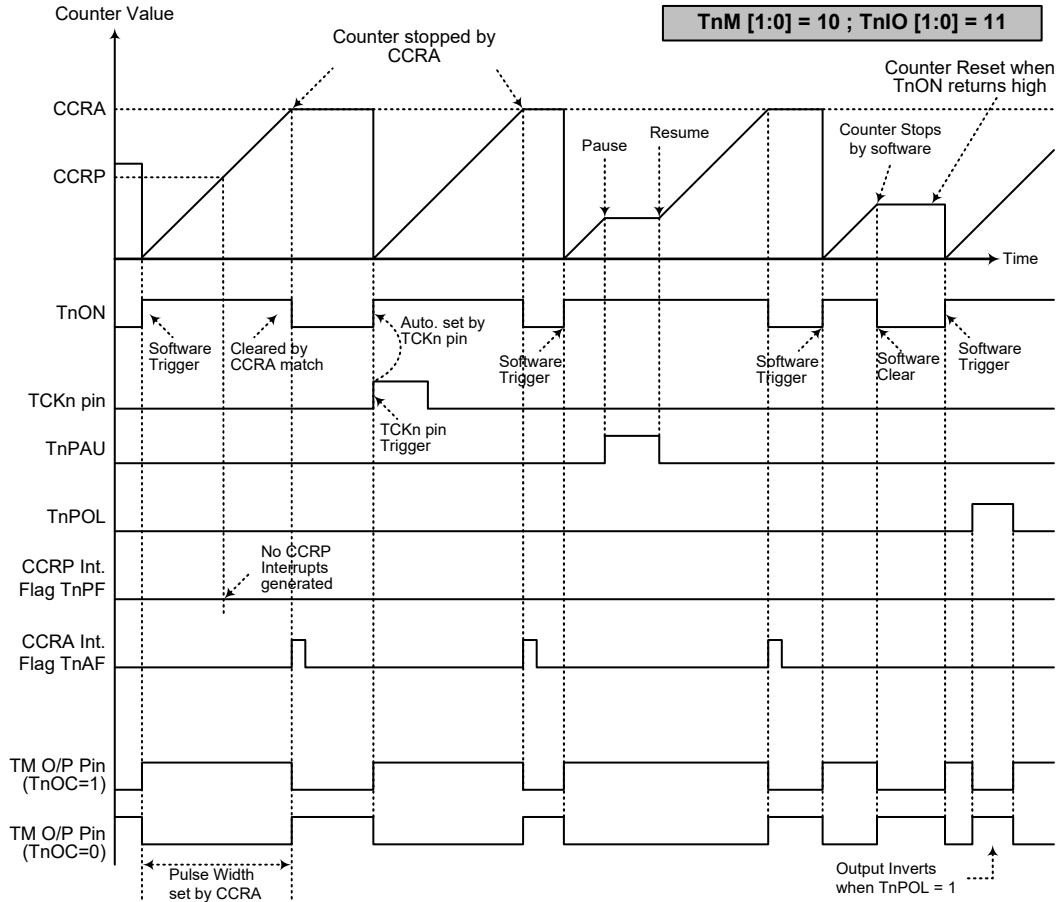 Counter Value
TnM [1:0] = 10 ; TnIO [1:0] = 11
Counter stopped by
CCRA
Counter Reset when
TnON returns high
CCRA
Pause
Resume
Counter Stops
by software
CCRP
Time
TnON
Software
Trigger
Cleared by
CCRA match
Auto. set by
TCKn pin
Software
Trigger
Software
Trigger
Software
Clear
Software
Trigger
TCKn pin
TCKn pin
Trigger
TnPAU
TnPOL
CCRP Int.
Flag TnPF
No CCRP
Interrupts
generated
CCRA Int.
Flag TnAF
TM O/P Pin
(TnOC=1)
TM O/P Pin
(TnOC=0)
Pulse Width
set by CCRA
Output Inverts
when TnPOL = 1